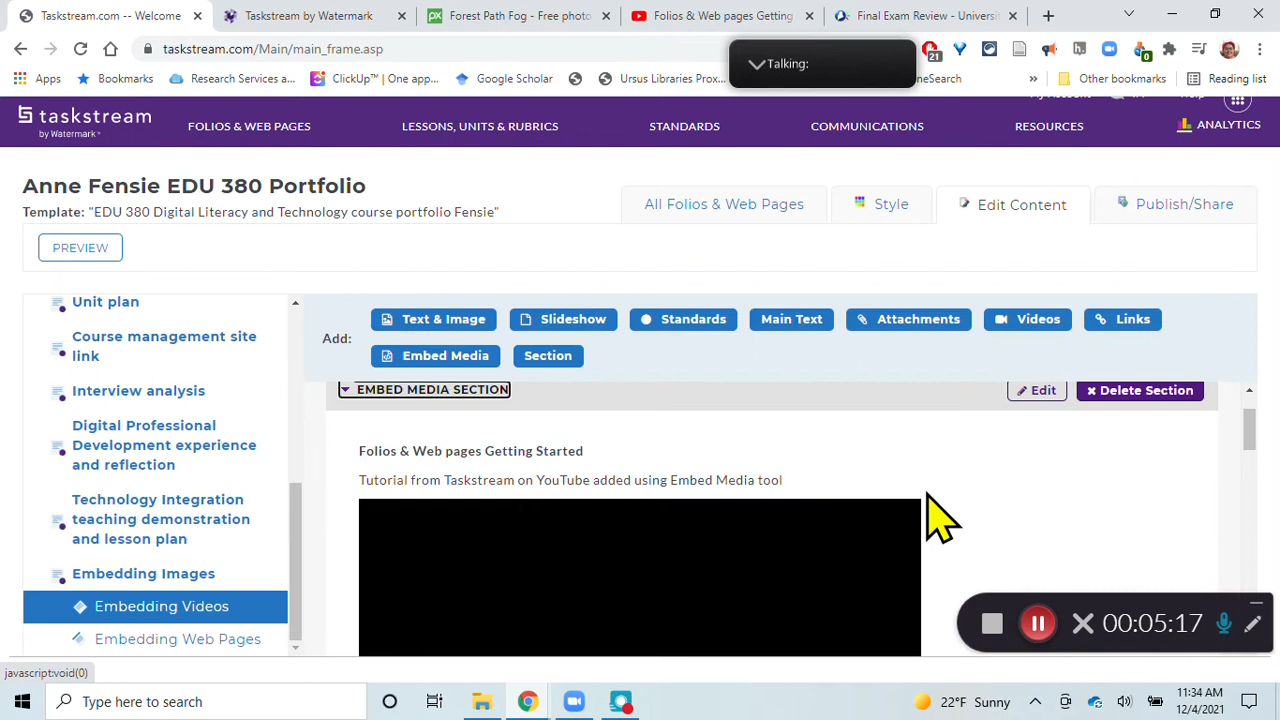 Taskstream.com -- Welcome
Taskstream by Watermark
Forest Path Fog - Free photo
Folios & Web pages Getting
Final Exam Review - Universit
taskstream.com/Main/main_frame.asp
21
0
Talking:
Apps
Bookmarks
Research Services a...
ClickUp™ | One app...
Google Scholar
Ursus Libraries Prox...
neSearch
Other bookmarks
Reading list
taskstream
by Watermark™
FOLIOS & WEB PAGES
LESSONS, UNITS & RUBRICS
STANDARDS
COMMUNICATIONS
RESOURCES
ANALYTICS
Anne Fensie EDU 380 Portfolio
Template: "EDU 380 Digital Literacy and Technology course portfolio Fensie"
All Folios & Web Pages
Style
Edit Content
Publish/Share
PREVIEW
Unit plan
Course management site
link
Interview analysis
Digital Professional
Development experience
and reflection
Technology Integration
teaching demonstration
and lesson plan
Embedding Images
Embedding Videos
Embedding Web Pages
Add:
Text & Image
Slideshow
Standards
Main Text
Attachments
Videos
Links
Embed Media
Section
EMBED MEDIA SECTION
Edit
Delete Section
Folios & Web pages Getting Started
Tutorial from Taskstream on YouTube added using Embed Media tool
00:05:17
javascript:void(0)
Type here to search
22°F Sunny
11:34 AM
12/4/2021